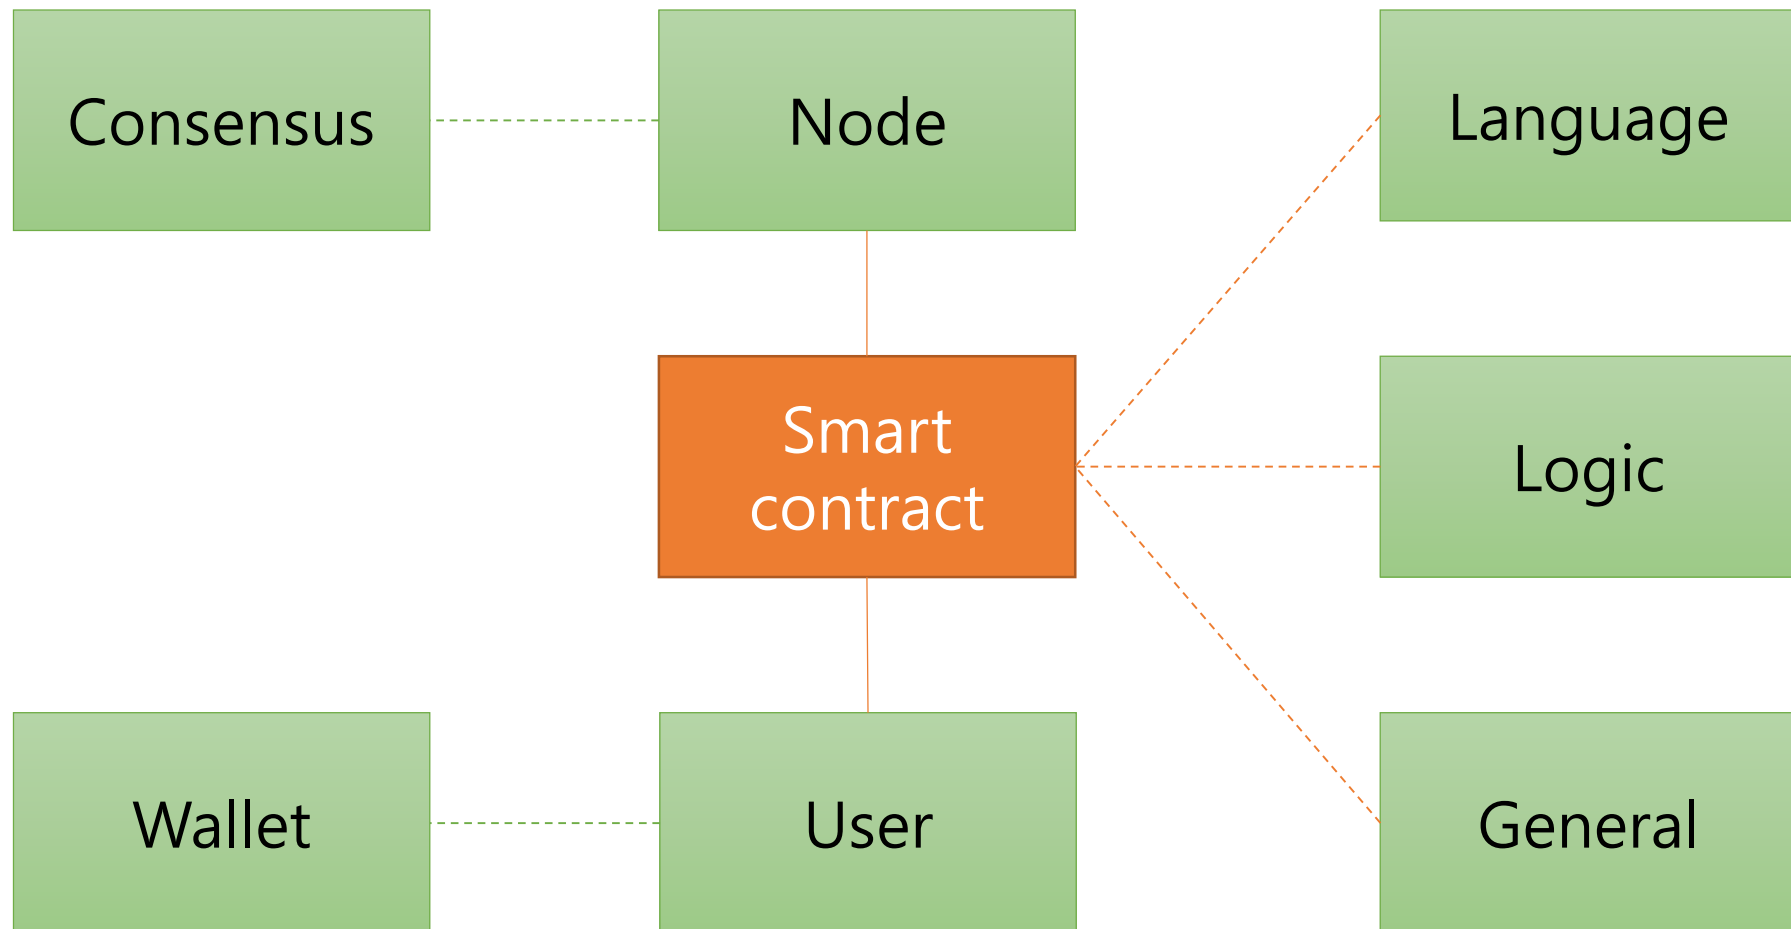 Consensus
Node
Language
Smart
contract
Logic
Wallet
User
General